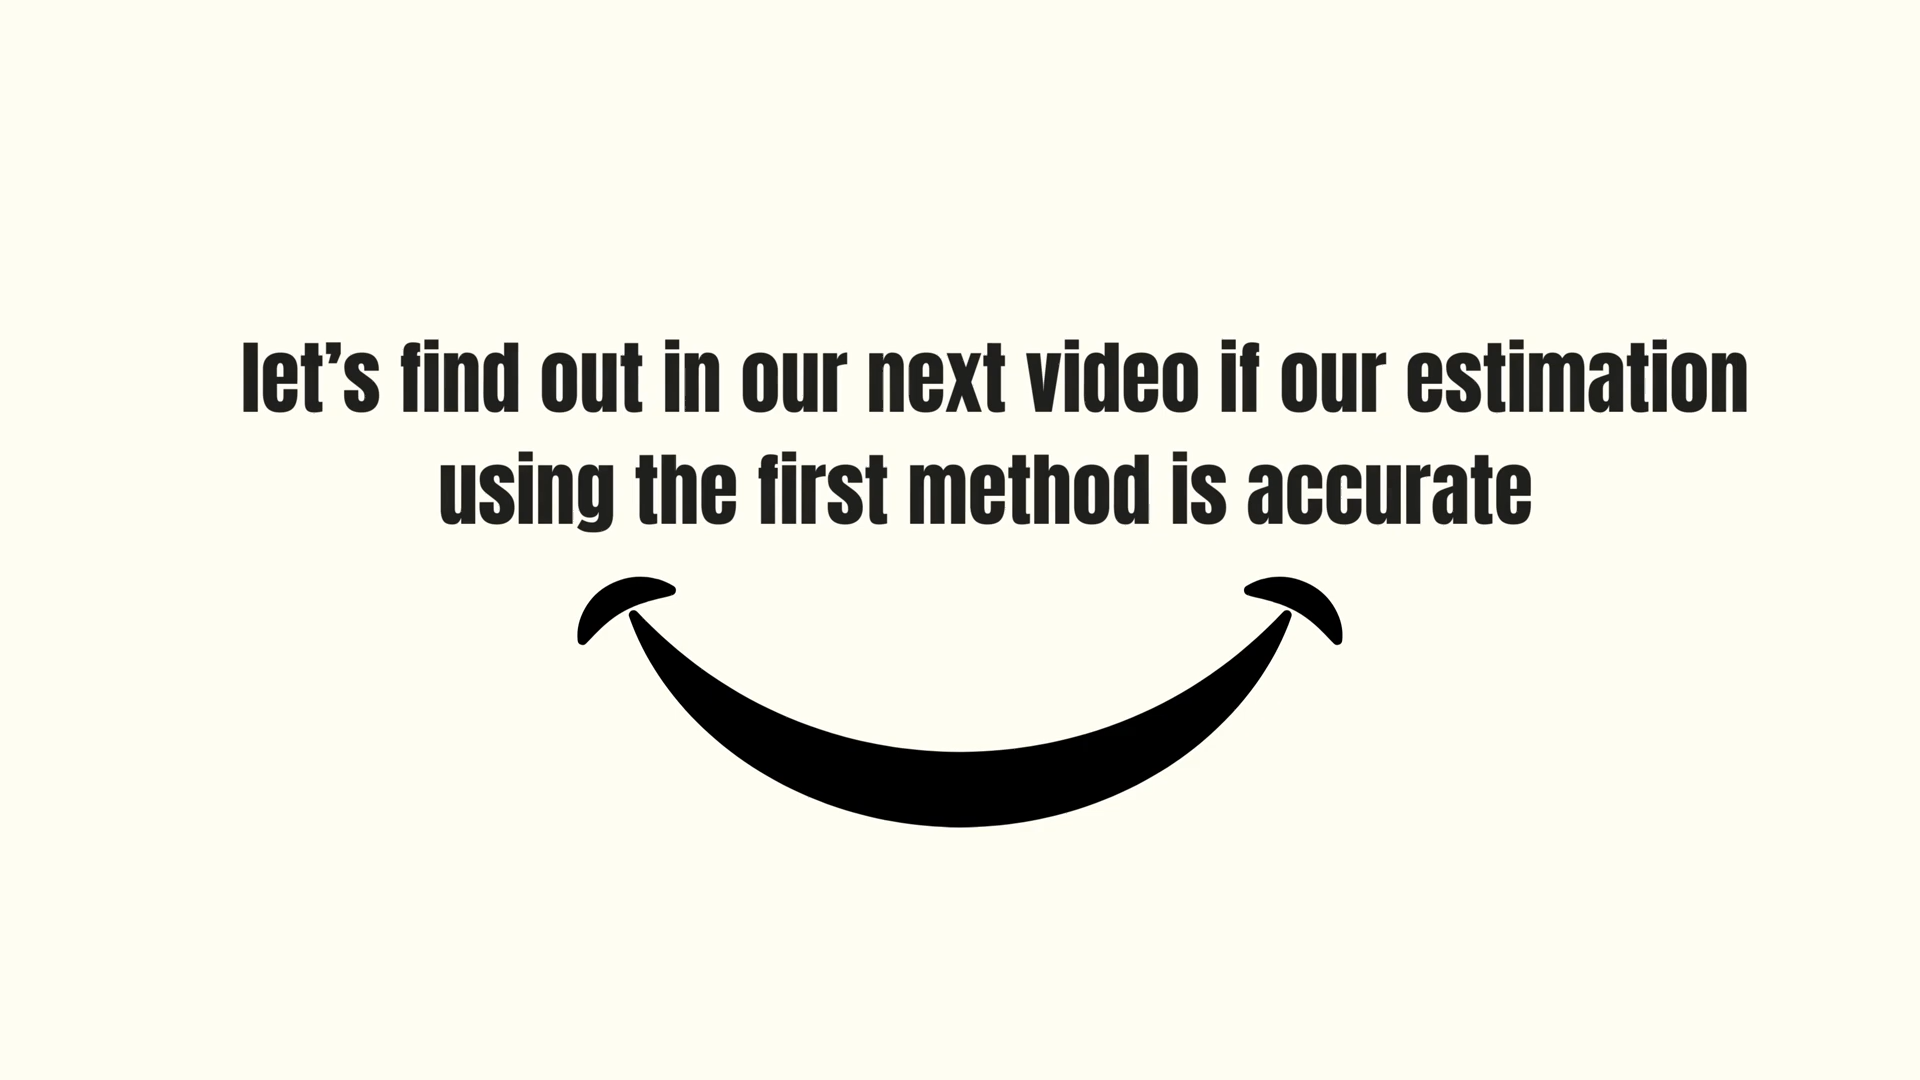 let’s find out in our next video if our estimation
using the first method is accurate